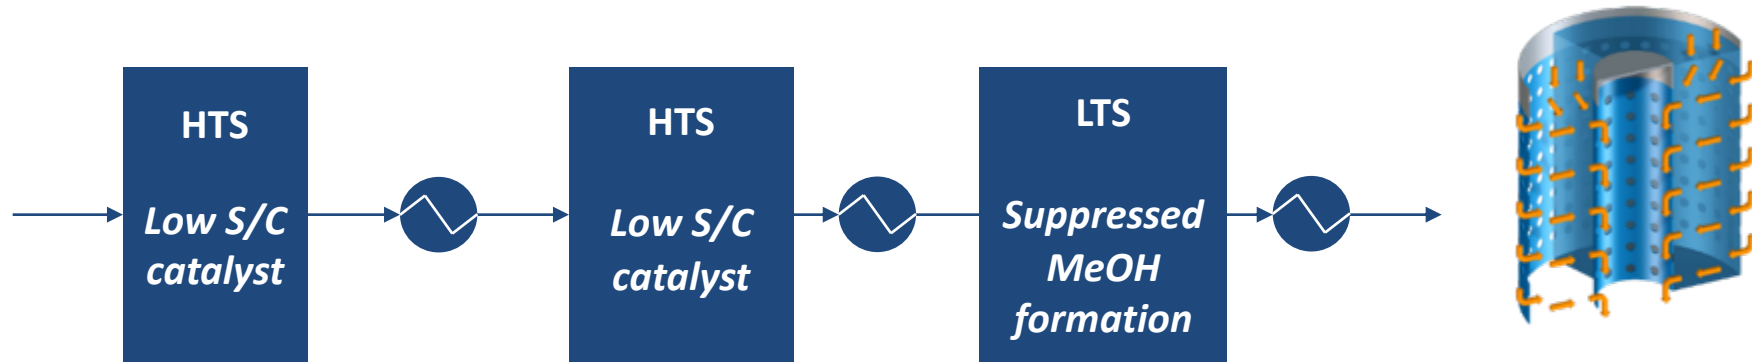 HTS
Low S/C
catalyst
HTS
Low S/C
catalyst
LTS
Suppressed
MeOH
formation